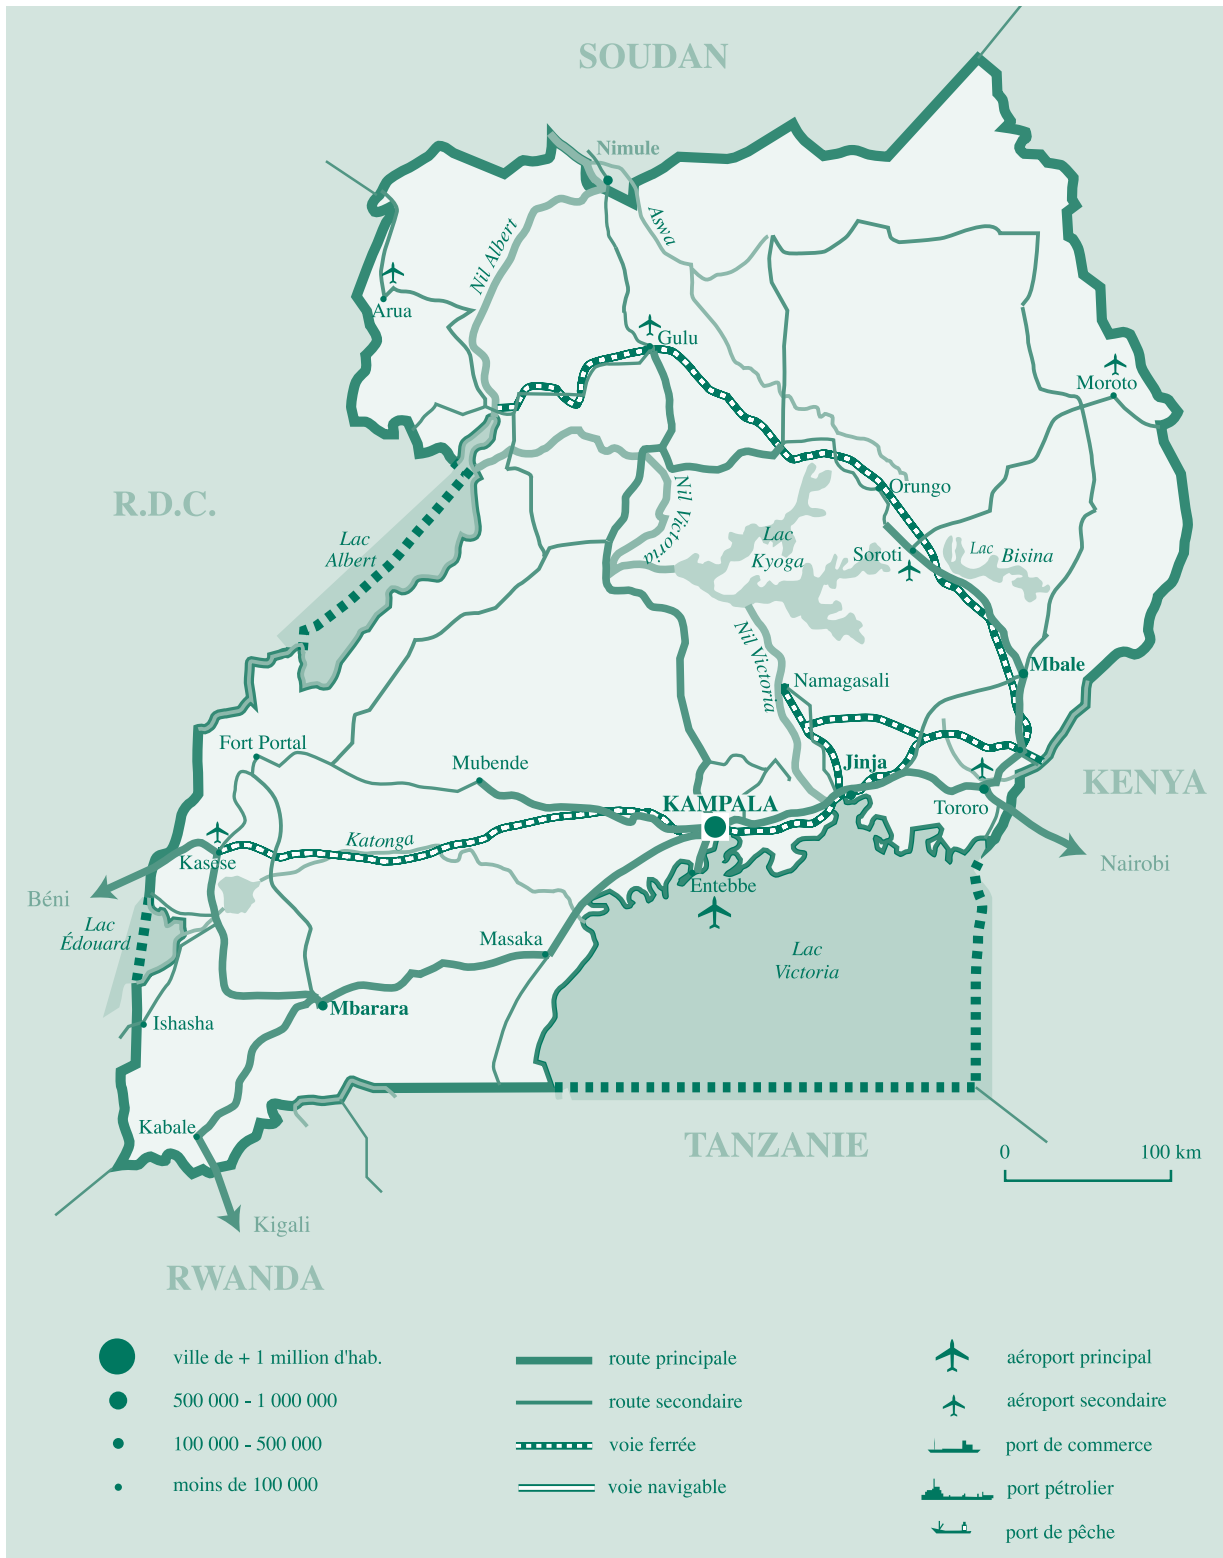 SOUDAN
Nimule
Aswa
Nil Albert
Arua
Gulu
Moroto
R.D.C.
Nil Victoria
Orungo
Lac
Albert
Lac
Kyoga
Soroti
Lac Bisina
Nil Victoria
Mbale
Namagasali
Fort Portal
Mubende
Jinja
KENYA
KAMPALA
Tororo
Katonga
Kasese
Nairobi
Béni
Entebbe
Lac
Édouard
Masaka
Lac
Victoria
Mbarara
Ishasha
Kabale
TANZANIE
0 100 km
Kigali
RWANDA
ville de + 1 million d'hab.
500 000 - 1 000 000
100 000 - 500 000
moins de 100 000
route principale
route secondaire
voie ferrée
voie navigable
aéroport principal
aéroport secondaire
port de commerce
port pétrolier
port de pêche